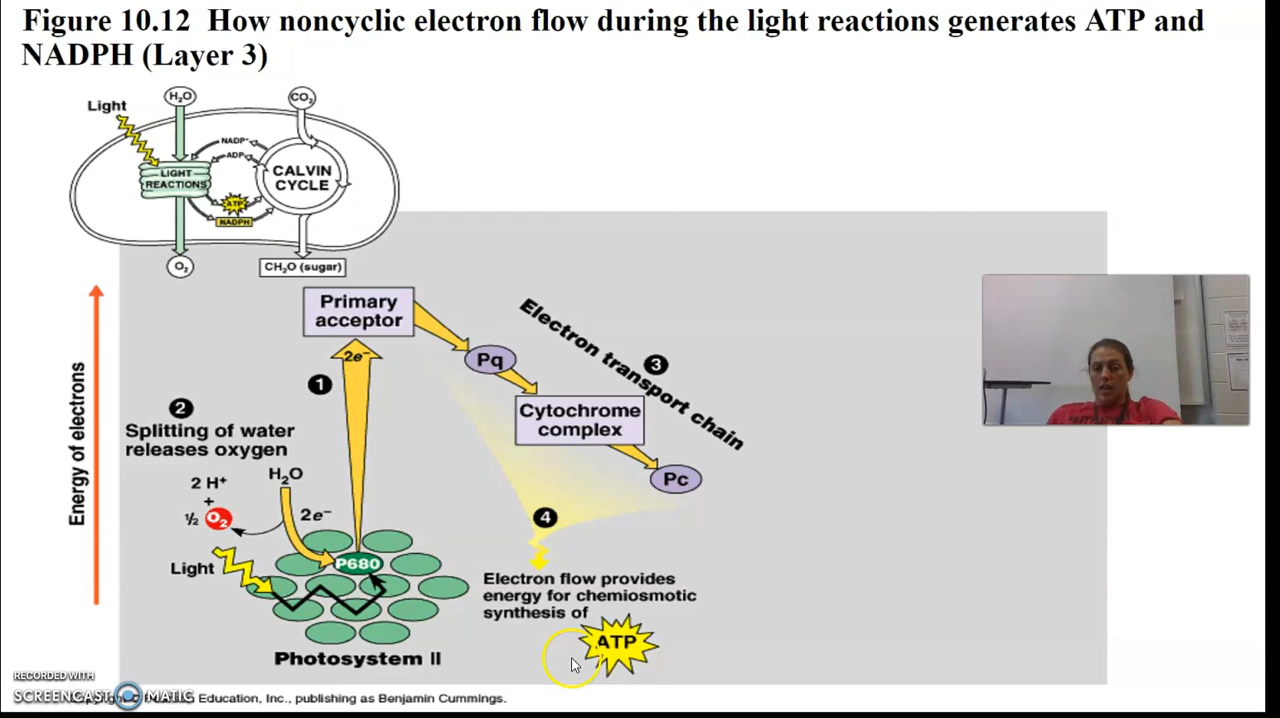 Figure 10.12 How noncyclic electron flow during the light reactions generates ATP and
NADPH (Layer 3)
Light
H₂O
CO₂
NADP⁺
ADP
LIGHT
REACTIONS
CALVIN
CYCLE
ATP
NADPH
O₂
CH₂O (sugar)
Energy of electrons
Primary
acceptor
2e⁻
1
Pq
Electron transport chain
3
Cytochrome
complex
Pc
2
Splitting of water
releases oxygen
H₂O
2 H⁺
+
½ O₂
2e⁻
Light
P680
Photosystem II
4
Electron flow provides
energy for chemiosmotic
synthesis of
ATP
RECORDED WITH
SCREENCAST MATIC
Education, Inc., publishing as Benjamin Cummings.